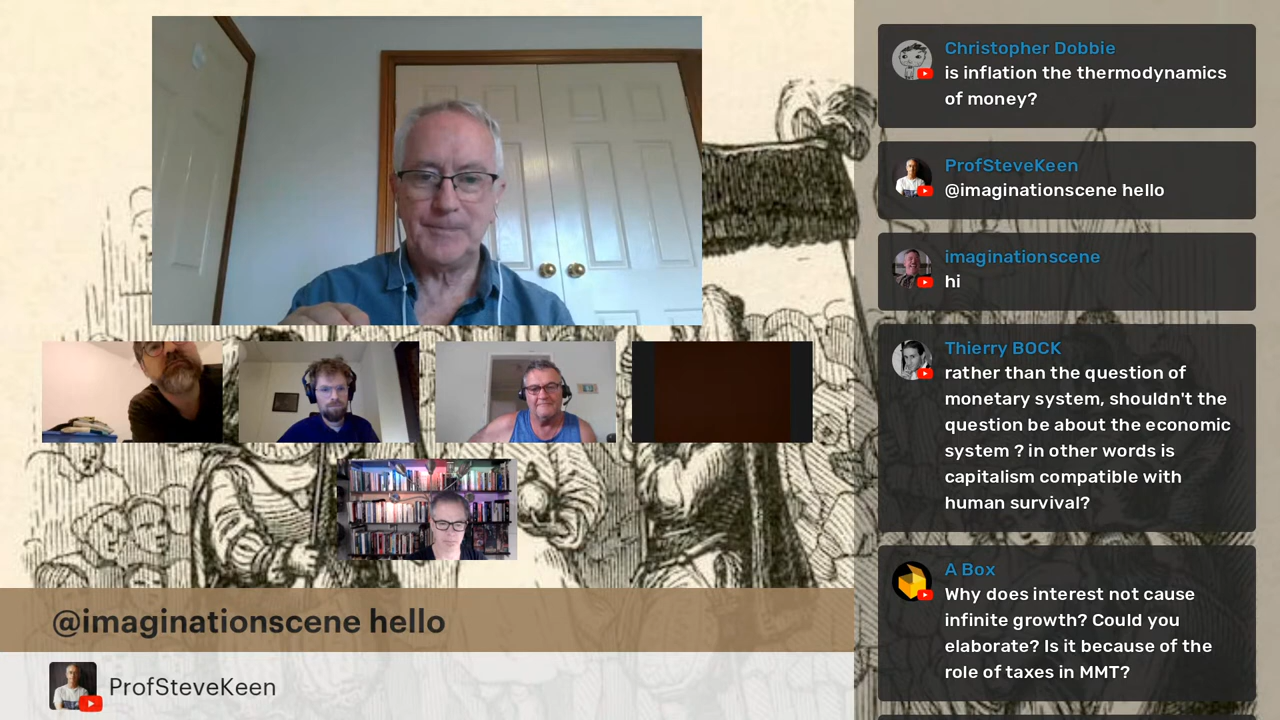 Christopher Dobbie
is inflation the thermodynamics
of money?
ProfSteveKeen
@imaginationscene hello
imaginationscene
hi
Thierry BOCK
rather than the question of
monetary system, shouldn't the
question be about the economic
system ? in other words is
capitalism compatible with
human survival?
A Box
Why does interest not cause
infinite growth? Could you
elaborate? Is it because of the
role of taxes in MMT?
@imaginationscene hello
ProfSteveKeen